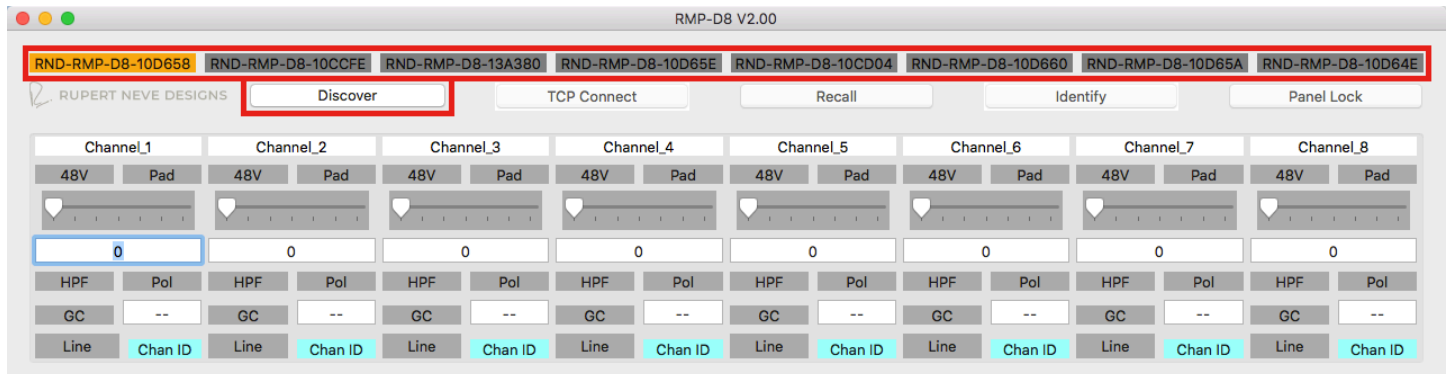 RMP-D8 V2.00
RND-RMP-D8-10D658 RND-RMP-D8-10CCFE RND-RMP-D8-13A380 RND-RMP-D8-10D65E RND-RMP-D8-10CD04 RND-RMP-D8-10D660 RND-RMP-D8-10D65A RND-RMP-D8-10D64E
RUPERT NEVE DESIGNS Discover TCP Connect Recall Identify Panel Lock
Channel_1 Channel_2 Channel_3 Channel_4 Channel_5 Channel_6 Channel_7 Channel_8
48V Pad 48V Pad 48V Pad 48V Pad 48V Pad 48V Pad 48V Pad 48V Pad
0 0 0 0 0 0 0 0
HPF Pol HPF Pol HPF Pol HPF Pol HPF Pol HPF Pol HPF Pol HPF Pol
GC -- GC -- GC -- GC -- GC -- GC -- GC -- GC --
Line Chan ID Line Chan ID Line Chan ID Line Chan ID Line Chan ID Line Chan ID Line Chan ID Line Chan ID